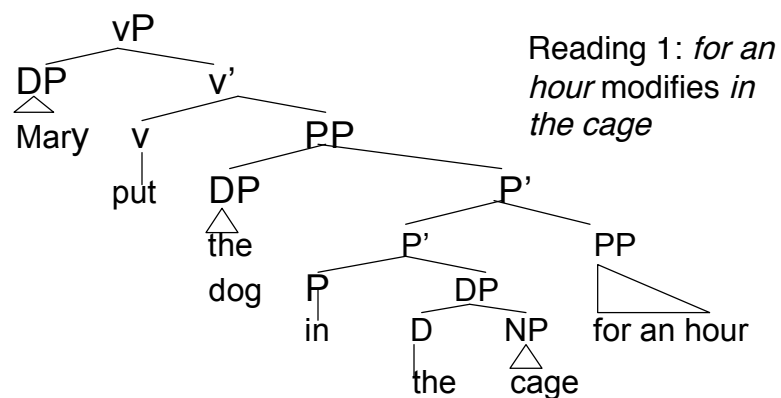 vP
Reading 1: for an
hour modifies in
the cage
DP v’
Mary v PP
put DP P’
the P’ PP
dog P DP
in D NP for an hour
the cage